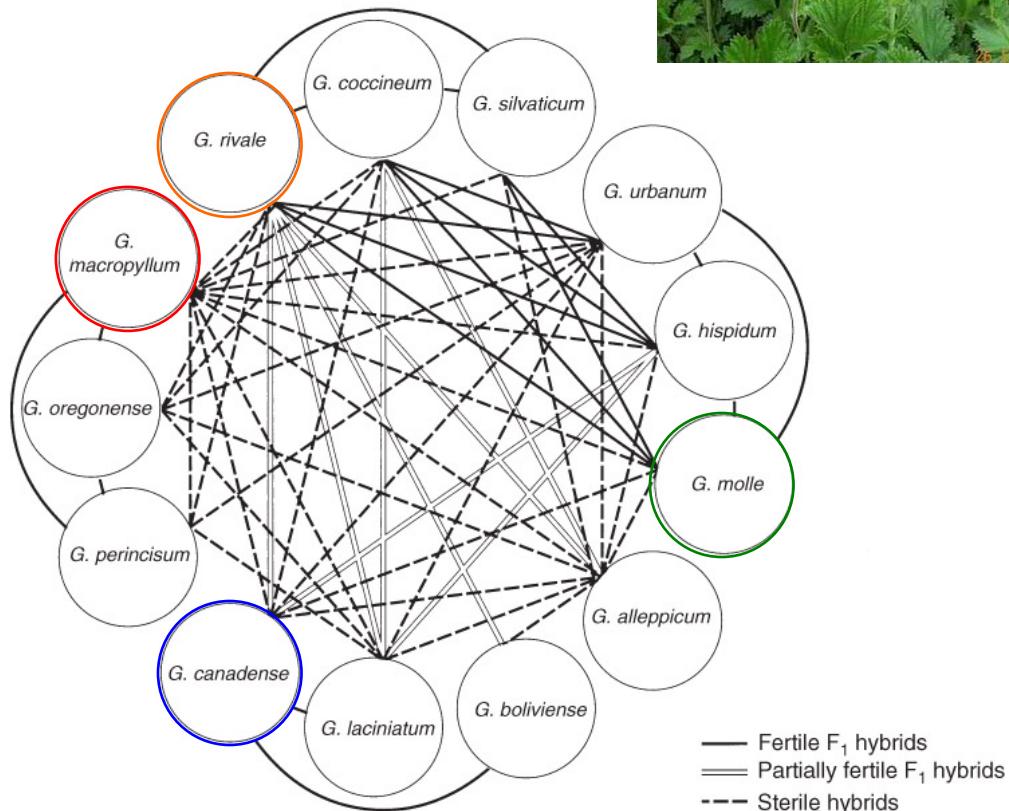 26
G. coccineum
G. silvaticum
G. rivale
G. urbanum
G.
macropyllum
G. hispidum
G. oregonense
G. molle
G. perincisum
G. alleppicum
G. canadense
G. laciniatum
G. boliviense
Fertile F₁ hybrids
Partially fertile F₁ hybrids
Sterile hybrids